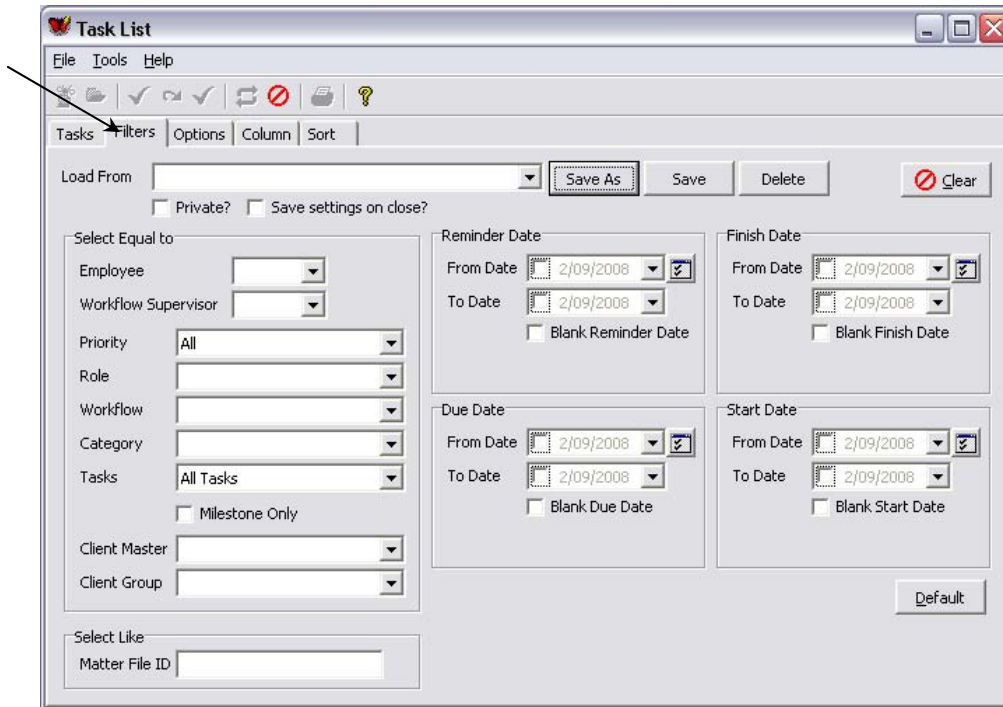 Task List
File Tools Help
Tasks Filters Options Column Sort
Load From Save As Save Delete Clear
Private? Save settings on close?
Select Equal to
Employee
Workflow Supervisor
Priority All
Role
Workflow
Category
Tasks All Tasks
Milestone Only
Client Master
Client Group
Select Like
Matter File ID
Reminder Date
From Date 2/09/2008
To Date 2/09/2008
Blank Reminder Date
Finish Date
From Date 2/09/2008
To Date 2/09/2008
Blank Finish Date
Due Date
From Date 2/09/2008
To Date 2/09/2008
Blank Due Date
Start Date
From Date 2/09/2008
To Date 2/09/2008
Blank Start Date
Default